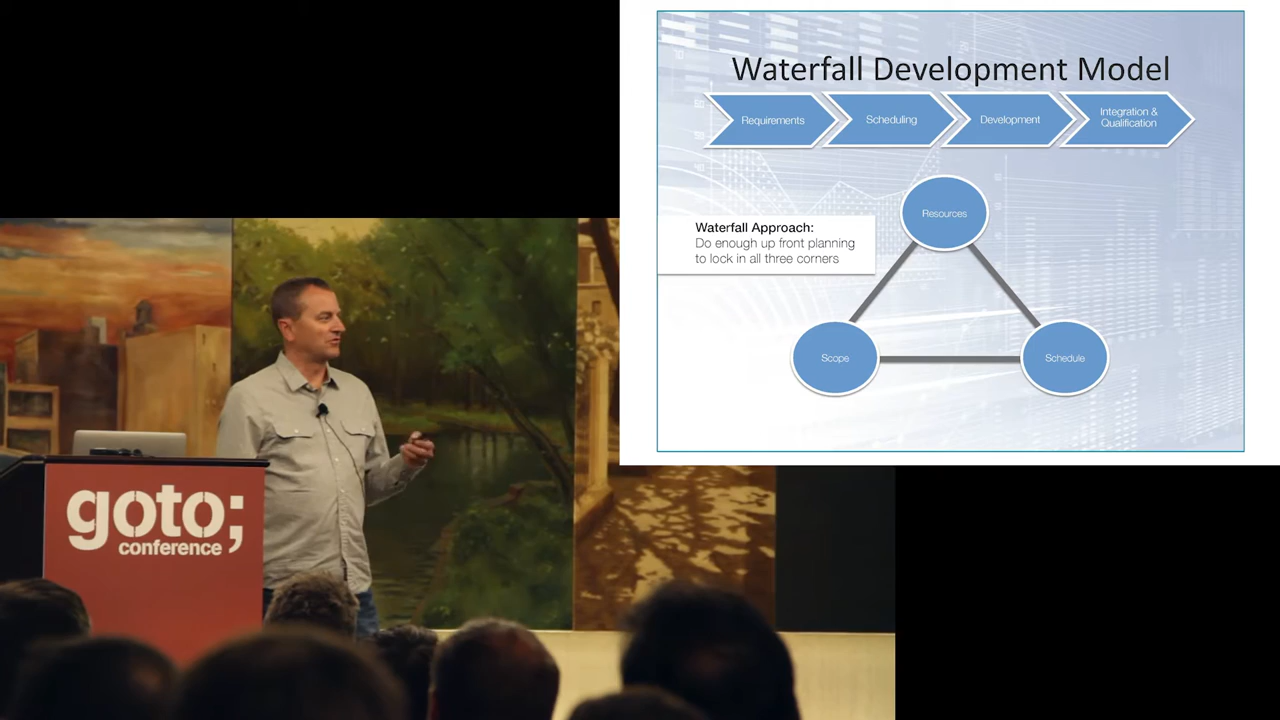 Waterfall Development Model
Requirements
Scheduling
Development
Integration &
Qualification
Resources
Waterfall Approach:
Do enough up front planning
to lock in all three corners
Scope
Schedule
goto;
conference